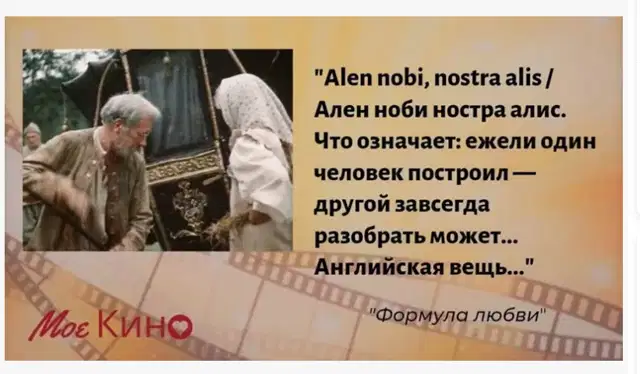 "Alen nobi, nostra alis /
Ален ноби ностра алис.
Что означает: ежели один
человек построил —
другой завсегда
разобрать может...
Английская вещь..."
"Формула любви"
Мое Кино